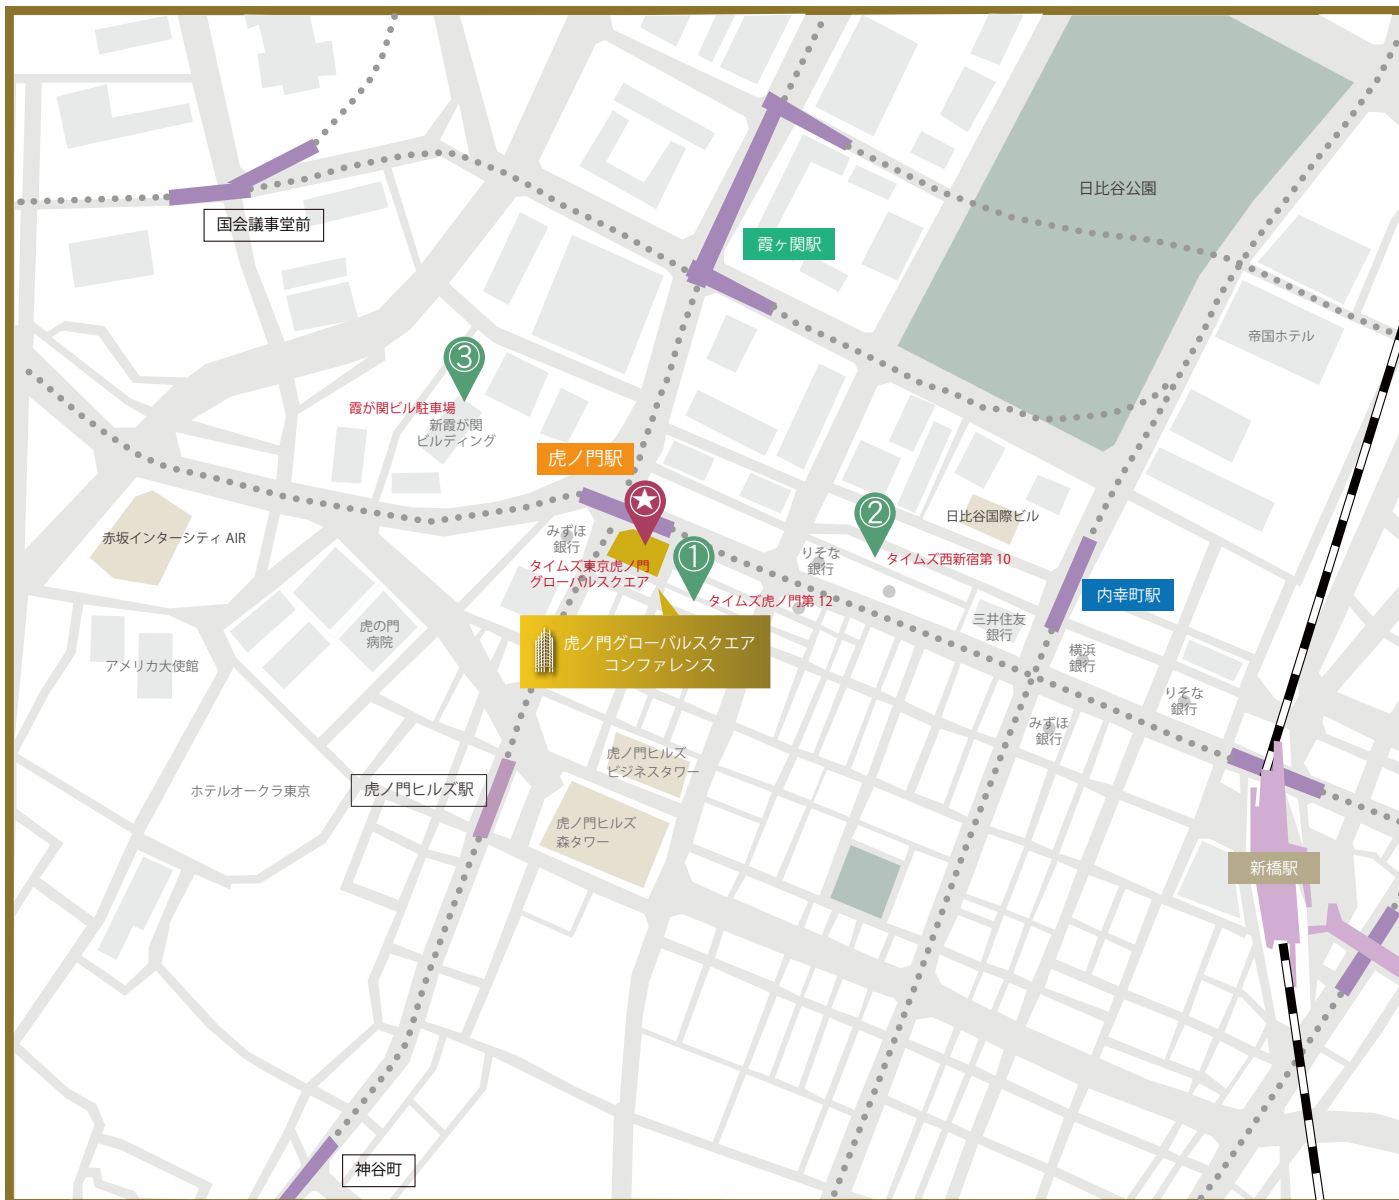 日比谷公園
国会議事堂前
霞ヶ関駅
帝国ホテル
③
霞が関ビル駐車場
新霞が関
ビルディング
虎ノ門駅
②
日比谷国際ビル
赤坂インターシティ AIR
みずほ
銀行
①
りそな
銀行
タイムズ西新宿第 10
タイムズ東京虎ノ門
グローバルスクエア
タイムズ虎ノ門第 12
内幸町駅
虎の門
病院
三井住友
銀行
虎ノ門グローバルスクエア
コンファレンス
アメリカ大使館
横浜
銀行
りそな
銀行
みずほ
銀行
虎ノ門ヒルズ
ビジネスタワー
ホテルオークラ東京
虎ノ門ヒルズ駅
虎ノ門ヒルズ
森タワー
新橋駅
神谷町